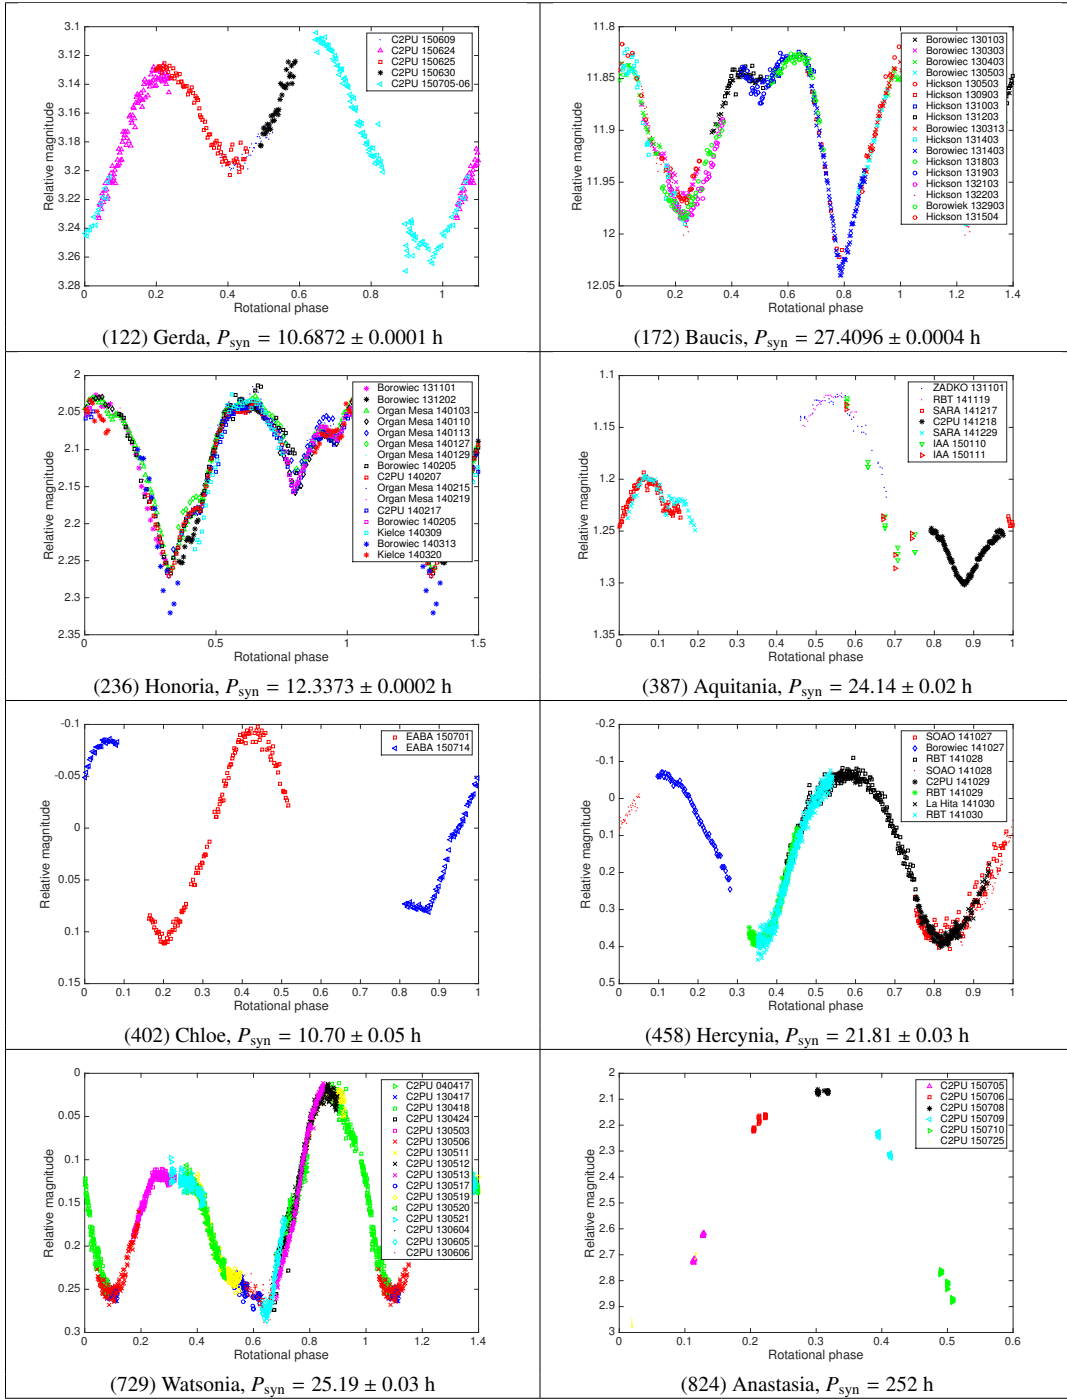 3.1
3.12
3.14
3.16
3.18
3.2
3.22
3.24
3.26
3.28
Relative magnitude
C2PU 150609
C2PU 150624
C2PU 150625
C2PU 150630
C2PU 150705-06
0 0.2 0.4 0.6 0.8 1
Rotational phase
(122) Gerda, Psyn = 10.6872 ± 0.0001 h
11.85
11.9
11.95
12
12.05
Relative magnitude
Borowiec 130103
Borowiec 130303
Borowiec 130403
Borowiec 130503
Hickson 130503
Hickson 130903
Hickson 131003
Hickson 131203
Borowiec 130313
Hickson 131403
Borowiec 131403
Hickson 131803
Hickson 131903
Hickson 132103
Hickson 132203
Borowiek 132903
Hickson 131504
0 0.2 0.4 0.6 0.8 1 1.2 1.4
Rotational phase
(172) Baucis, Psyn = 27.4096 ± 0.0004 h
2
2.05
2.1
2.15
2.2
2.25
2.3
2.35
Relative magnitude
Borowiec 131101
Borowiec 131202
Organ Mesa 140103
Organ Mesa 140110
Organ Mesa 140113
Organ Mesa 140127
Organ Mesa 140129
Borowiec 140205
C2PU 140207
Organ Mesa 140215
Organ Mesa 140219
C2PU 140217
Borowiec 140205
Kielce 140309
Borowiec 140313
Kielce 140320
0 0.5 1 1.5
Rotational phase
(236) Honoria, Psyn = 12.3373 ± 0.0002 h
1.1
1.15
1.2
1.25
1.3
1.35
Relative magnitude
ZADKO 131101
RBT 141119
SARA 141217
C2PU 141218
SARA 141229
IAA 150110
IAA 150111
0 0.1 0.2 0.3 0.4 0.5 0.6 0.7 0.8 0.9 1
Rotational phase
(387) Aquitania, Psyn = 24.14 ± 0.02 h
-0.1
-0.05
0
0.05
0.1
0.15
Relative magnitude
EABA 150701
EABA 150714
0 0.1 0.2 0.3 0.4 0.5 0.6 0.7 0.8 0.9 1
Rotational phase
(402) Chloe, Psyn = 10.70 ± 0.05 h
-0.2
-0.1
0
0.1
0.2
0.3
0.4
0.5
Relative magnitude
SOAO 141027
Borowiec 141027
RBT 141028
SOAO 141028
C2PU 141029
RBT 141029
La Hita 141030
RBT 141030
0 0.1 0.2 0.3 0.4 0.5 0.6 0.7 0.8 0.9 1
Rotational phase
(458) Hercynia, Psyn = 21.81 ± 0.03 h
0
0.05
0.1
0.15
0.2
0.25
0.3
Relative magnitude
C2PU 040417
C2PU 130417
C2PU 130418
C2PU 130424
C2PU 130503
C2PU 130506
C2PU 130511
C2PU 130512
C2PU 130513
C2PU 130517
C2PU 130519
C2PU 130520
C2PU 130521
C2PU 130604
C2PU 130605
C2PU 130606
0 0.2 0.4 0.6 0.8 1 1.2 1.4
Rotational phase
(729) Watsonia, Psyn = 25.19 ± 0.03 h
2
2.1
2.2
2.3
2.4
2.5
2.6
2.7
2.8
2.9
3
Relative magnitude
C2PU 150705
C2PU 150706
C2PU 150708
C2PU 150709
C2PU 150710
C2PU 150725
0 0.1 0.2 0.3 0.4 0.5 0.6
Rotational phase
(824) Anastasia, Psyn = 252 h